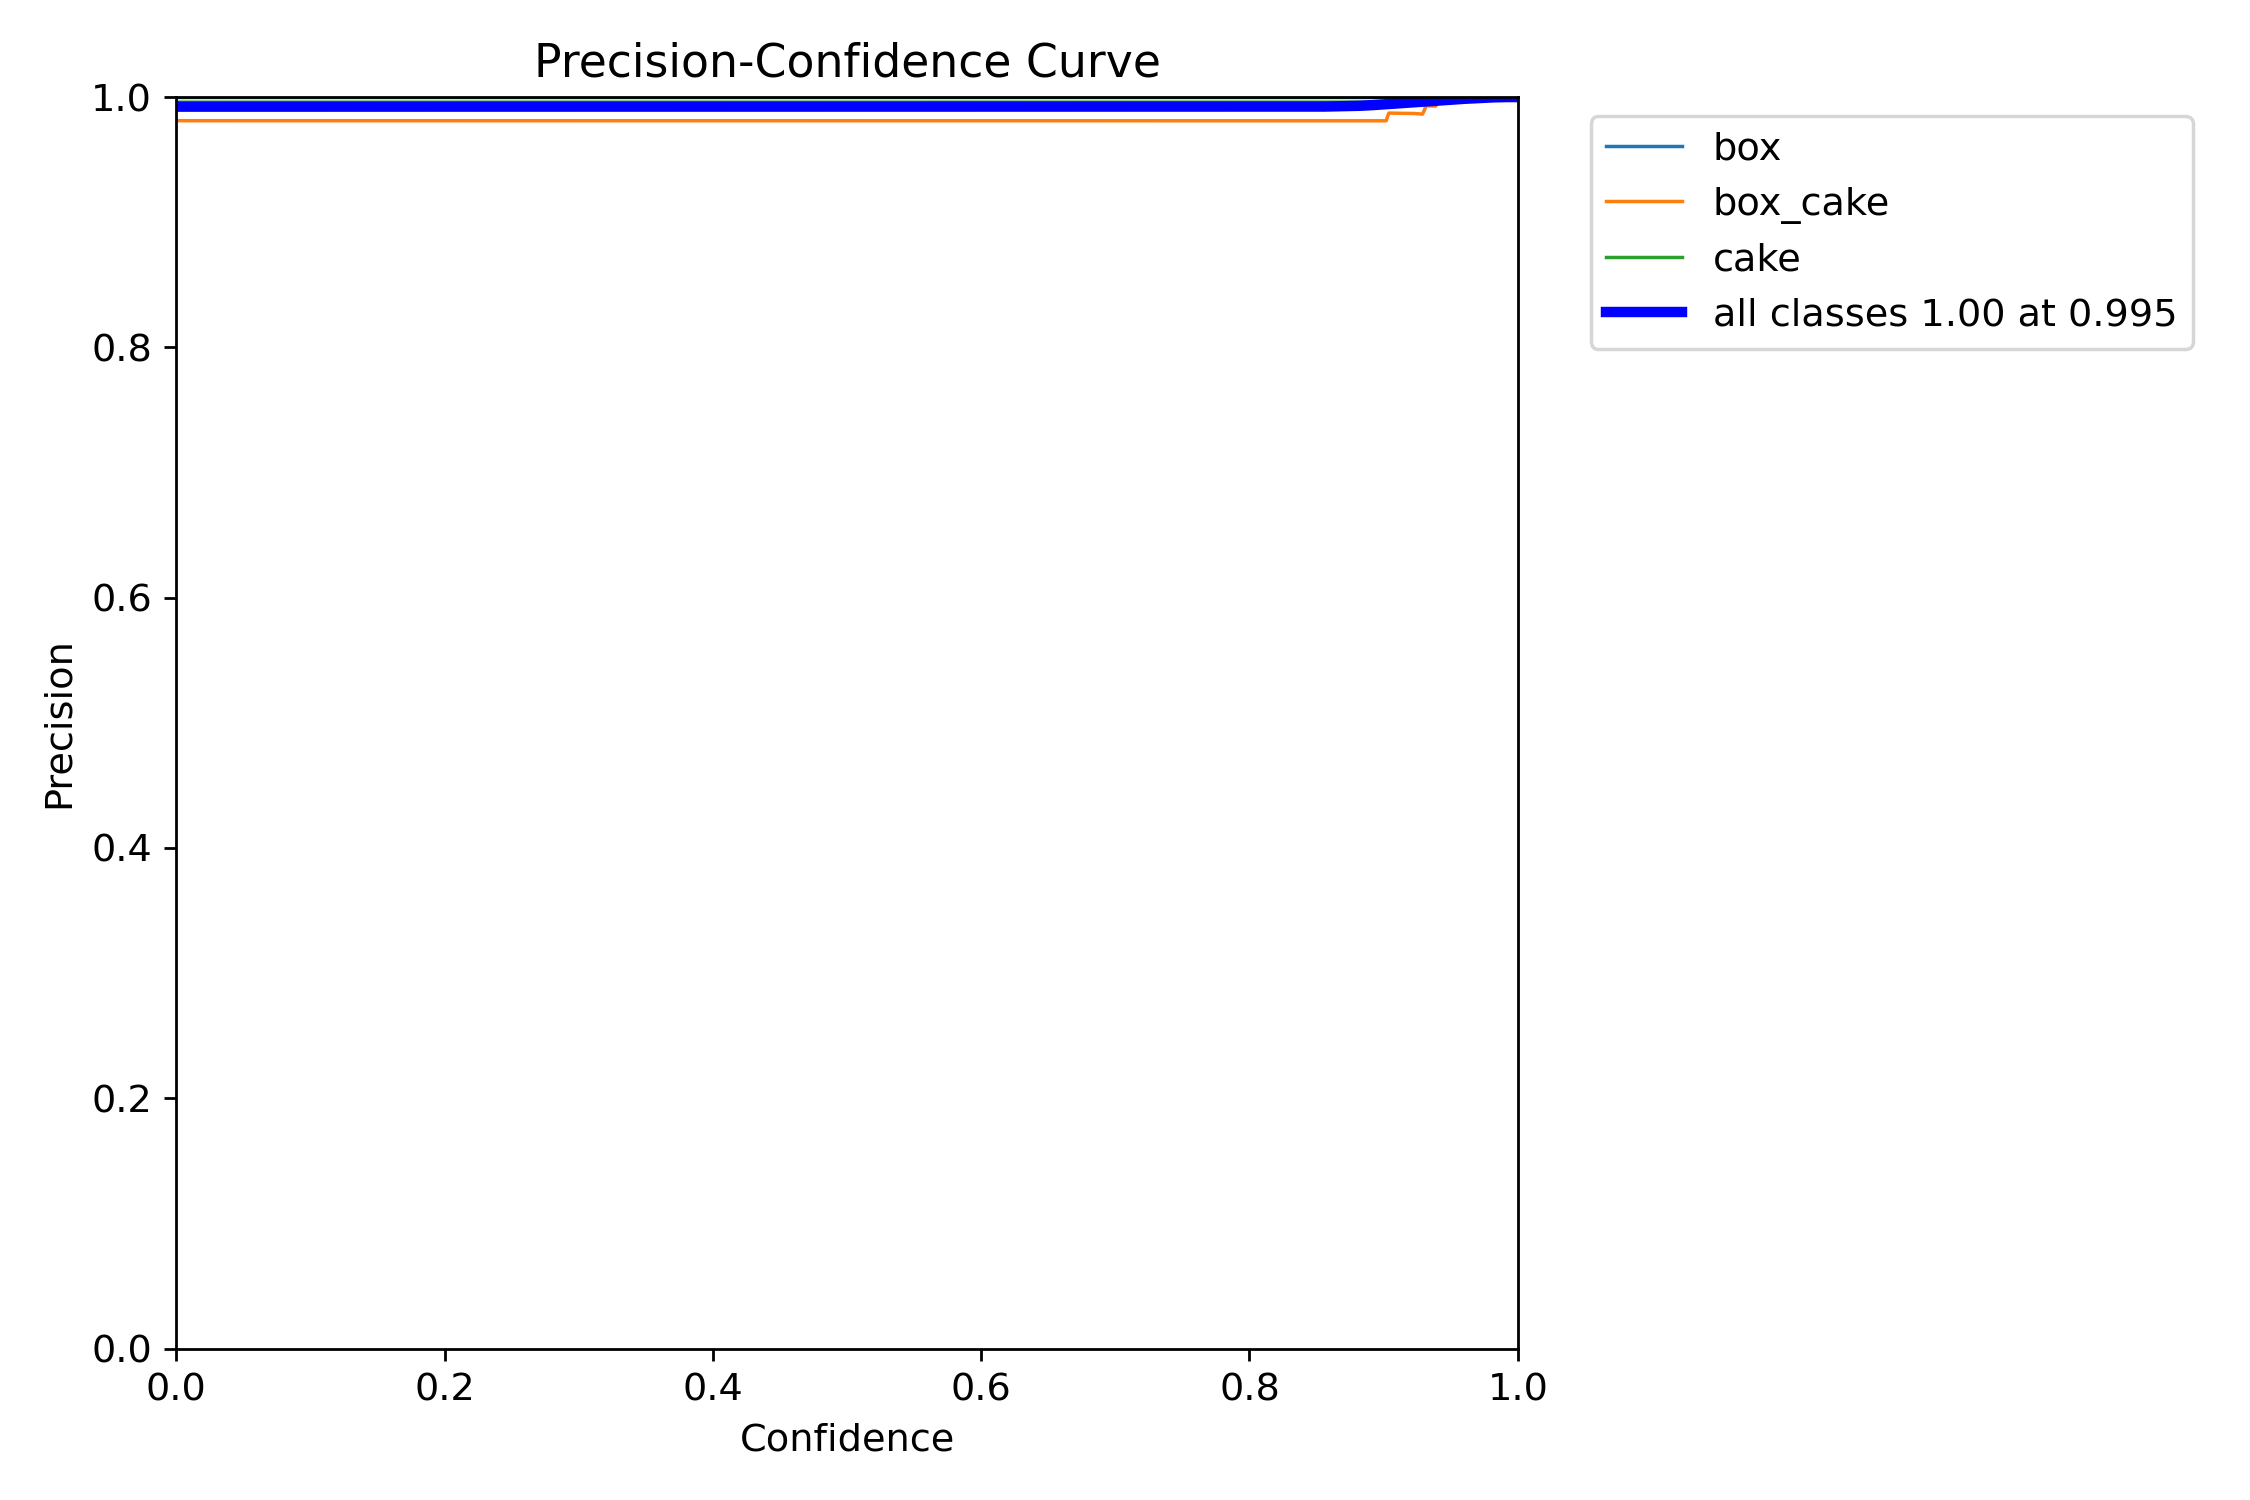 Precision-Confidence Curve
1.0
0.8
0.6
0.4
0.2
0.0
Precision
0.0 0.2 0.4 0.6 0.8 1.0
Confidence
box
box_cake
cake
all classes 1.00 at 0.995